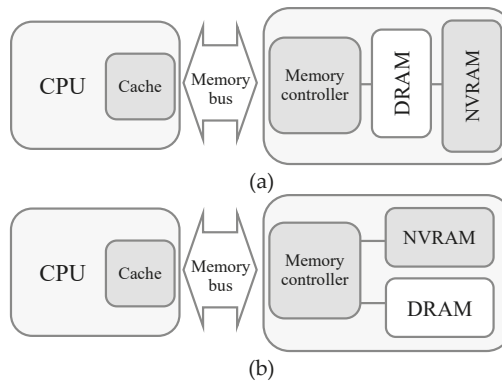 CPU
Cache
Memory
bus
Memory
controller
DRAM
NVRAM
(a)
CPU
Cache
Memory
bus
Memory
controller
NVRAM
DRAM
(b)